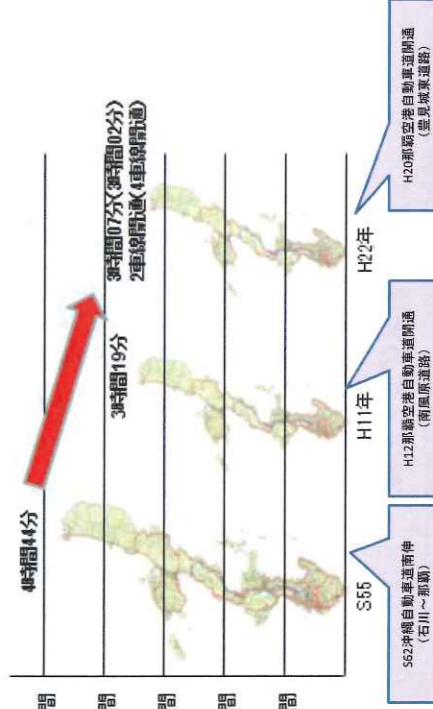 4時間44分
3時間19分
3時間07分(3時間02分)
2車線開通(4車線開通)
間
間
間
間
間
S55
H11年
H22年
S62沖縄自動車道南伸
(石川~那覇)
H12那覇空港自動車道開通
(南風原道路)
H20那覇空港自動車道開通
(豊見城東道路)